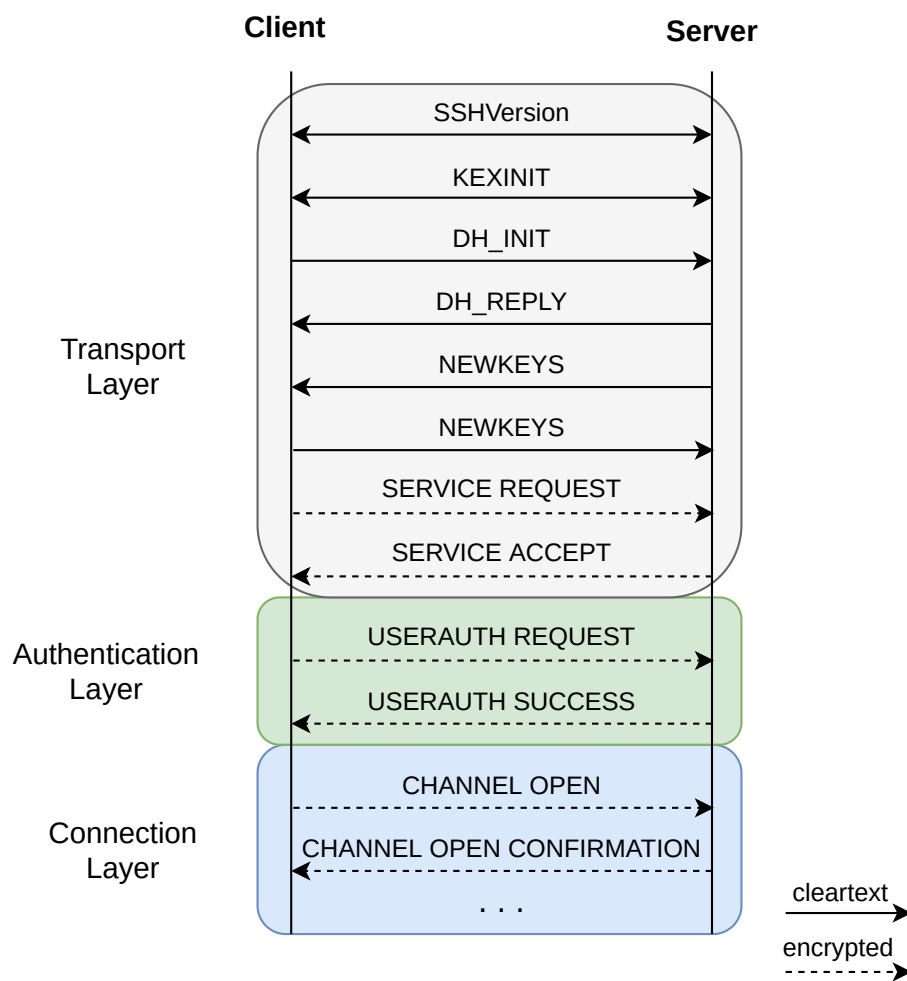 Client
Server
SSHVersion
KEXINIT
DH_INIT
DH_REPLY
Transport
Layer
NEWKEYS
NEWKEYS
SERVICE REQUEST
SERVICE ACCEPT
Authentication
Layer
USERAUTH REQUEST
USERAUTH SUCCESS
Connection
Layer
CHANNEL OPEN
CHANNEL OPEN CONFIRMATION
. . .
cleartext
encrypted